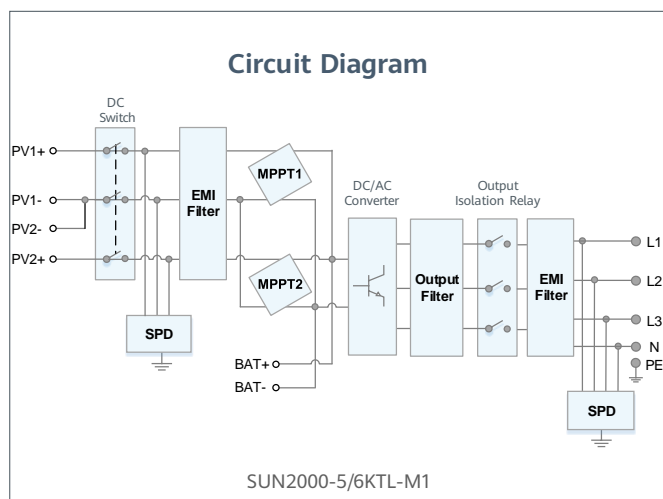 Circuit Diagram
DC
Switch
PV1+
PV1-
PV2-
PV2+
EMI
Filter
MPPT1
MPPT2
SPD
BAT+
BAT-
DC/AC
Converter
Output
Filter
Output
Isolation Relay
EMI
Filter
L1
L2
L3
N
PE
SPD
SUN2000-5/6KTL-M1